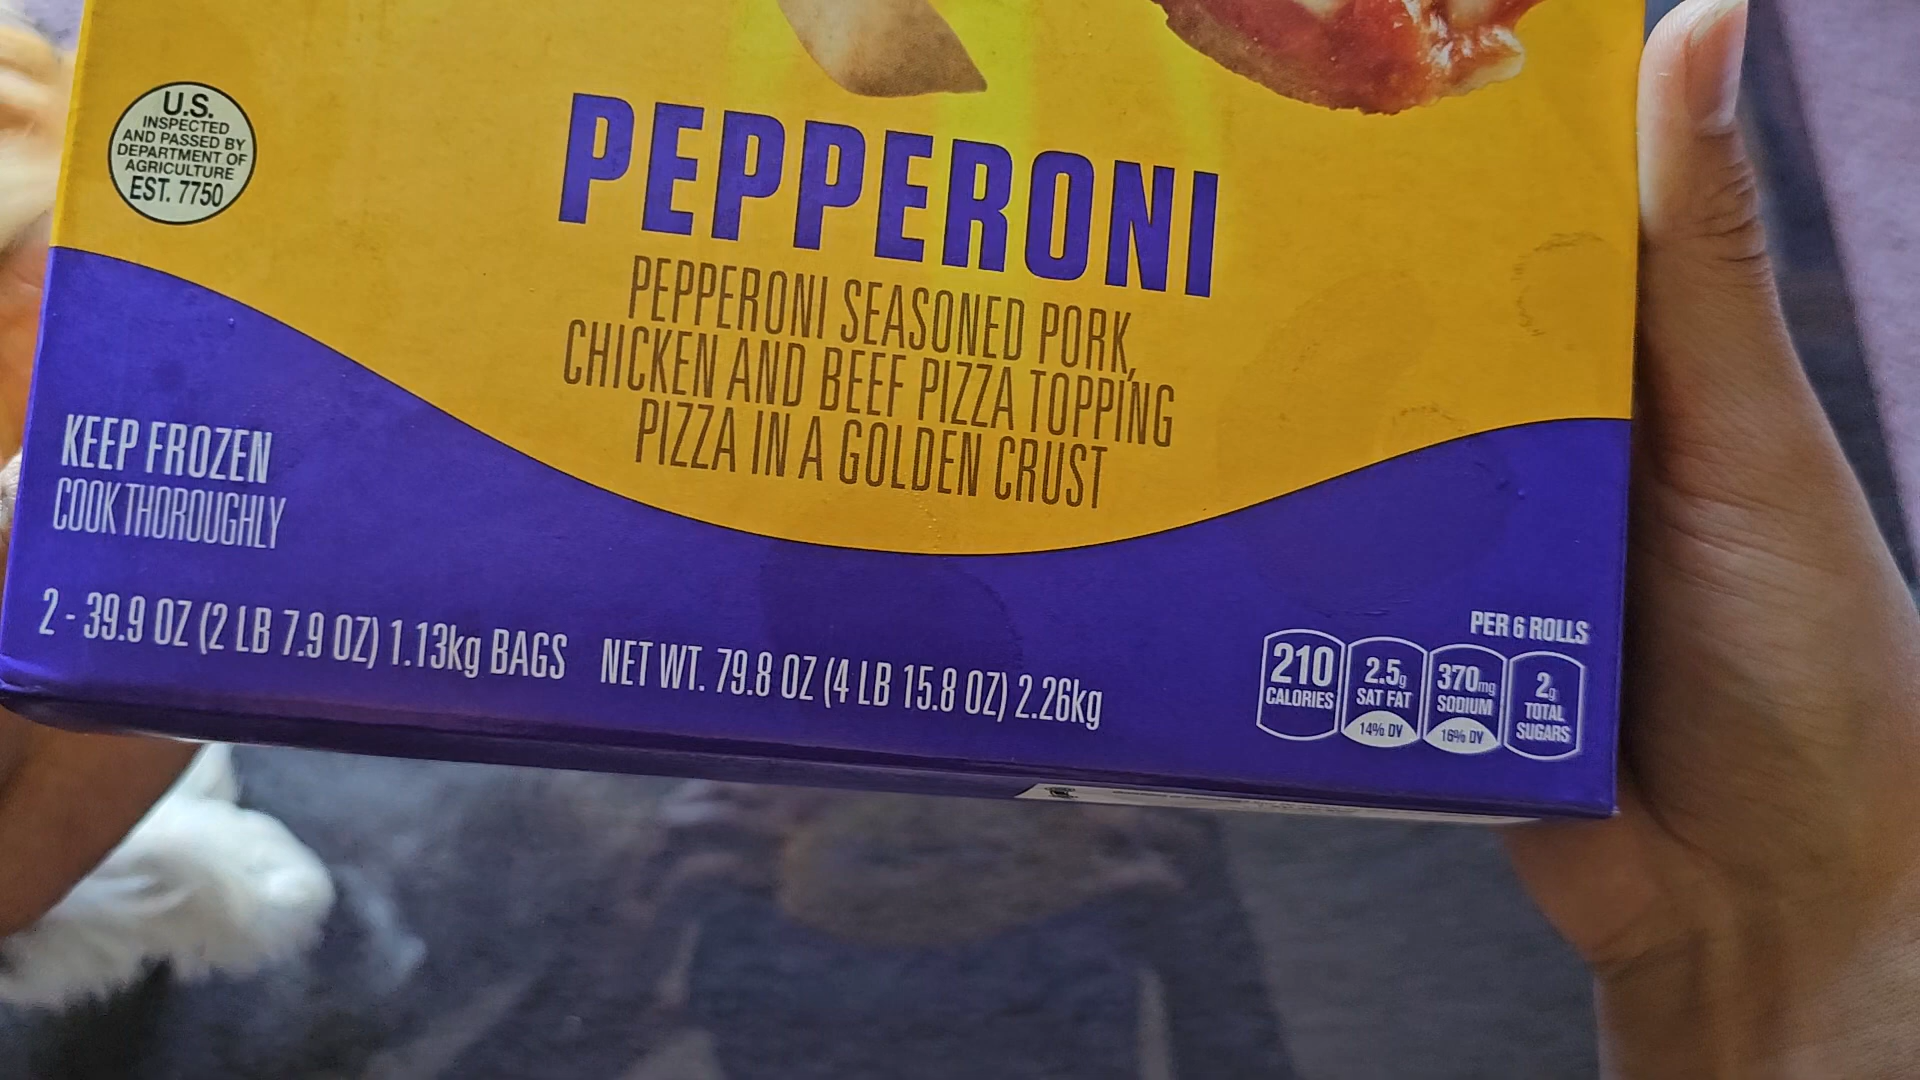 U.S.
INSPECTED
AND PASSED BY
DEPARTMENT OF
AGRICULTURE
EST. 7750
PEPPERONI
PEPPERONI SEASONED PORK,
CHICKEN AND BEEF PIZZA TOPPING
PIZZA IN A GOLDEN CRUST
KEEP FROZEN
COOK THOROUGHLY
2 - 39.9 OZ (2 LB 7.9 OZ) 1.13kg BAGS NET WT. 79.8 OZ (4 LB 15.8 OZ) 2.26kg
PER 6 ROLLS
210
CALORIES
2.5g
SAT FAT
14% DV
370mg
SODIUM
16% DV
2g
TOTAL
SUGARS